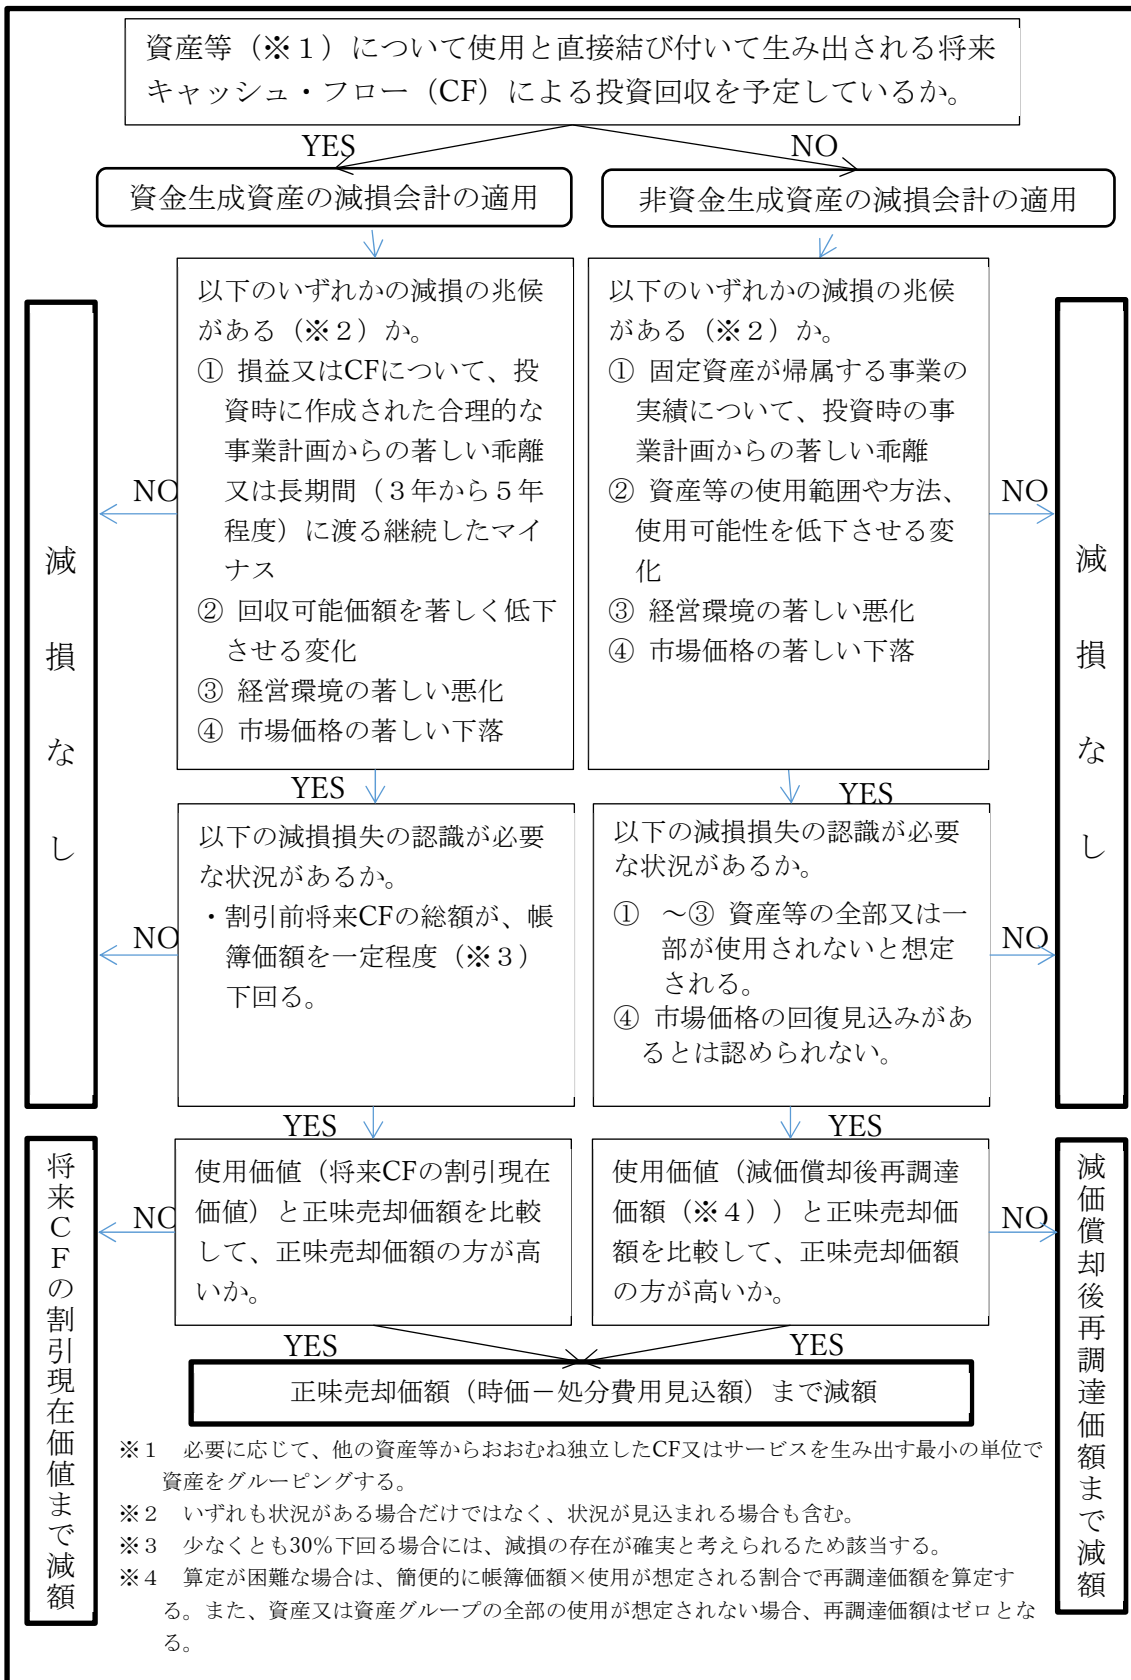 資産等（※１）について使用と直接結び付いて生み出される将来
キャッシュ・フロー（CF）による投資回収を予定しているか。
YES
NO
資金生成資産の減損会計の適用
非資金生成資産の減損会計の適用
以下のいずれかの減損の兆候
がある（※２）か。
① 損益又はCFについて、投
資時に作成された合理的な
事業計画からの著しい乖離
又は長期間（３年から５年
程度）に渡る継続したマイ
ナス
② 回収可能価額を著しく低下
させる変化
③ 経営環境の著しい悪化
④ 市場価格の著しい下落
以下のいずれかの減損の兆候
がある（※２）か。
① 固定資産が帰属する事業の
実績について、投資時の事
業計画からの著しい乖離
② 資産等の使用範囲や方法、
使用可能性を低下させる変
化
③ 経営環境の著しい悪化
④ 市場価格の著しい下落
NO
NO
減損なし
減損なし
YES
YES
以下の減損損失の認識が必要
な状況があるか。
・割引前将来CFの総額が、帳
簿価額を一定程度（※３）
下回る。
以下の減損損失の認識が必要
な状況があるか。
① ～③ 資産等の全部又は一
部が使用されないと想定
される。
④ 市場価格の回復見込みがあ
るとは認められない。
NO
NO
YES
YES
使用価値（将来CFの割引現在
価値）と正味売却価額を比較
して、正味売却価額の方が高
いか。
使用価値（減価償却後再調達
価額（※４））と正味売却価
額を比較して、正味売却価額
の方が高いか。
NO
NO
将来CFの割引現在価値まで減額
減価償却後再調達価額まで減額
YES
YES
正味売却価額（時価－処分費用見込額）まで減額
※１　必要に応じて、他の資産等からおおむね独立したCF又はサービスを生み出す最小の単位で
資産をグルーピングする。
※２　いずれも状況がある場合だけではなく、状況が見込まれる場合も含む。
※３　少なくとも30%下回る場合には、減損の存在が確実と考えられるため該当する。
※４　算定が困難な場合は、簡便的に帳簿価額×使用が想定される割合で再調達価額を算定す
る。また、資産又は資産グループの全部の使用が想定されない場合、再調達価額はゼロとな
る。